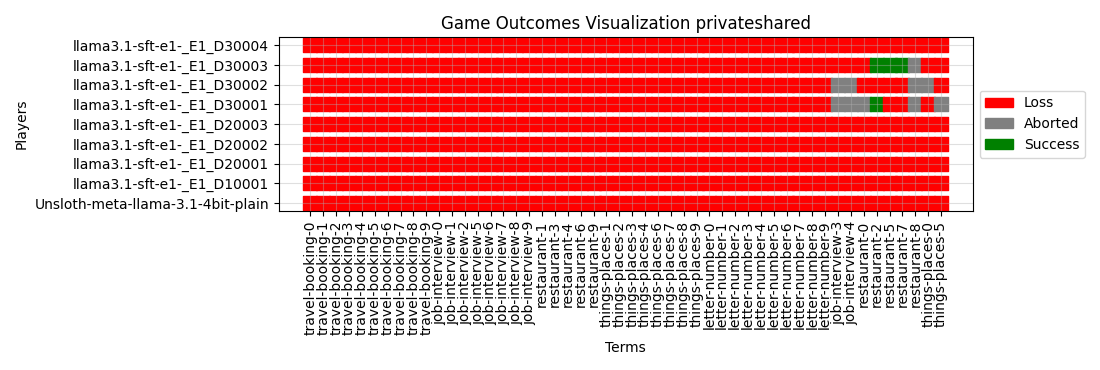 Game Outcomes Visualization privateshared
Players
llama3.1-sft-e1-_E1_D30004
llama3.1-sft-e1-_E1_D30003
llama3.1-sft-e1-_E1_D30002
llama3.1-sft-e1-_E1_D30001
llama3.1-sft-e1-_E1_D20003
llama3.1-sft-e1-_E1_D20002
llama3.1-sft-e1-_E1_D20001
llama3.1-sft-e1-_E1_D10001
Unsloth-meta-llama-3.1-4bit-plain
Loss
Aborted
Success
travel-booking-0
travel-booking-1
travel-booking-2
travel-booking-3
travel-booking-4
travel-booking-5
travel-booking-6
travel-booking-7
travel-booking-8
travel-booking-9
job-interview-0
job-interview-1
job-interview-2
job-interview-5
job-interview-6
job-interview-7
job-interview-8
job-interview-9
restaurant-1
restaurant-3
restaurant-4
restaurant-6
restaurant-9
things-places-1
things-places-2
things-places-3
things-places-4
things-places-6
things-places-7
things-places-8
things-places-9
letter-number-0
letter-number-1
letter-number-2
letter-number-3
letter-number-4
letter-number-5
letter-number-6
letter-number-7
letter-number-8
letter-number-9
job-interview-3
job-interview-4
restaurant-0
restaurant-2
restaurant-5
restaurant-7
restaurant-8
things-places-0
things-places-5
Terms